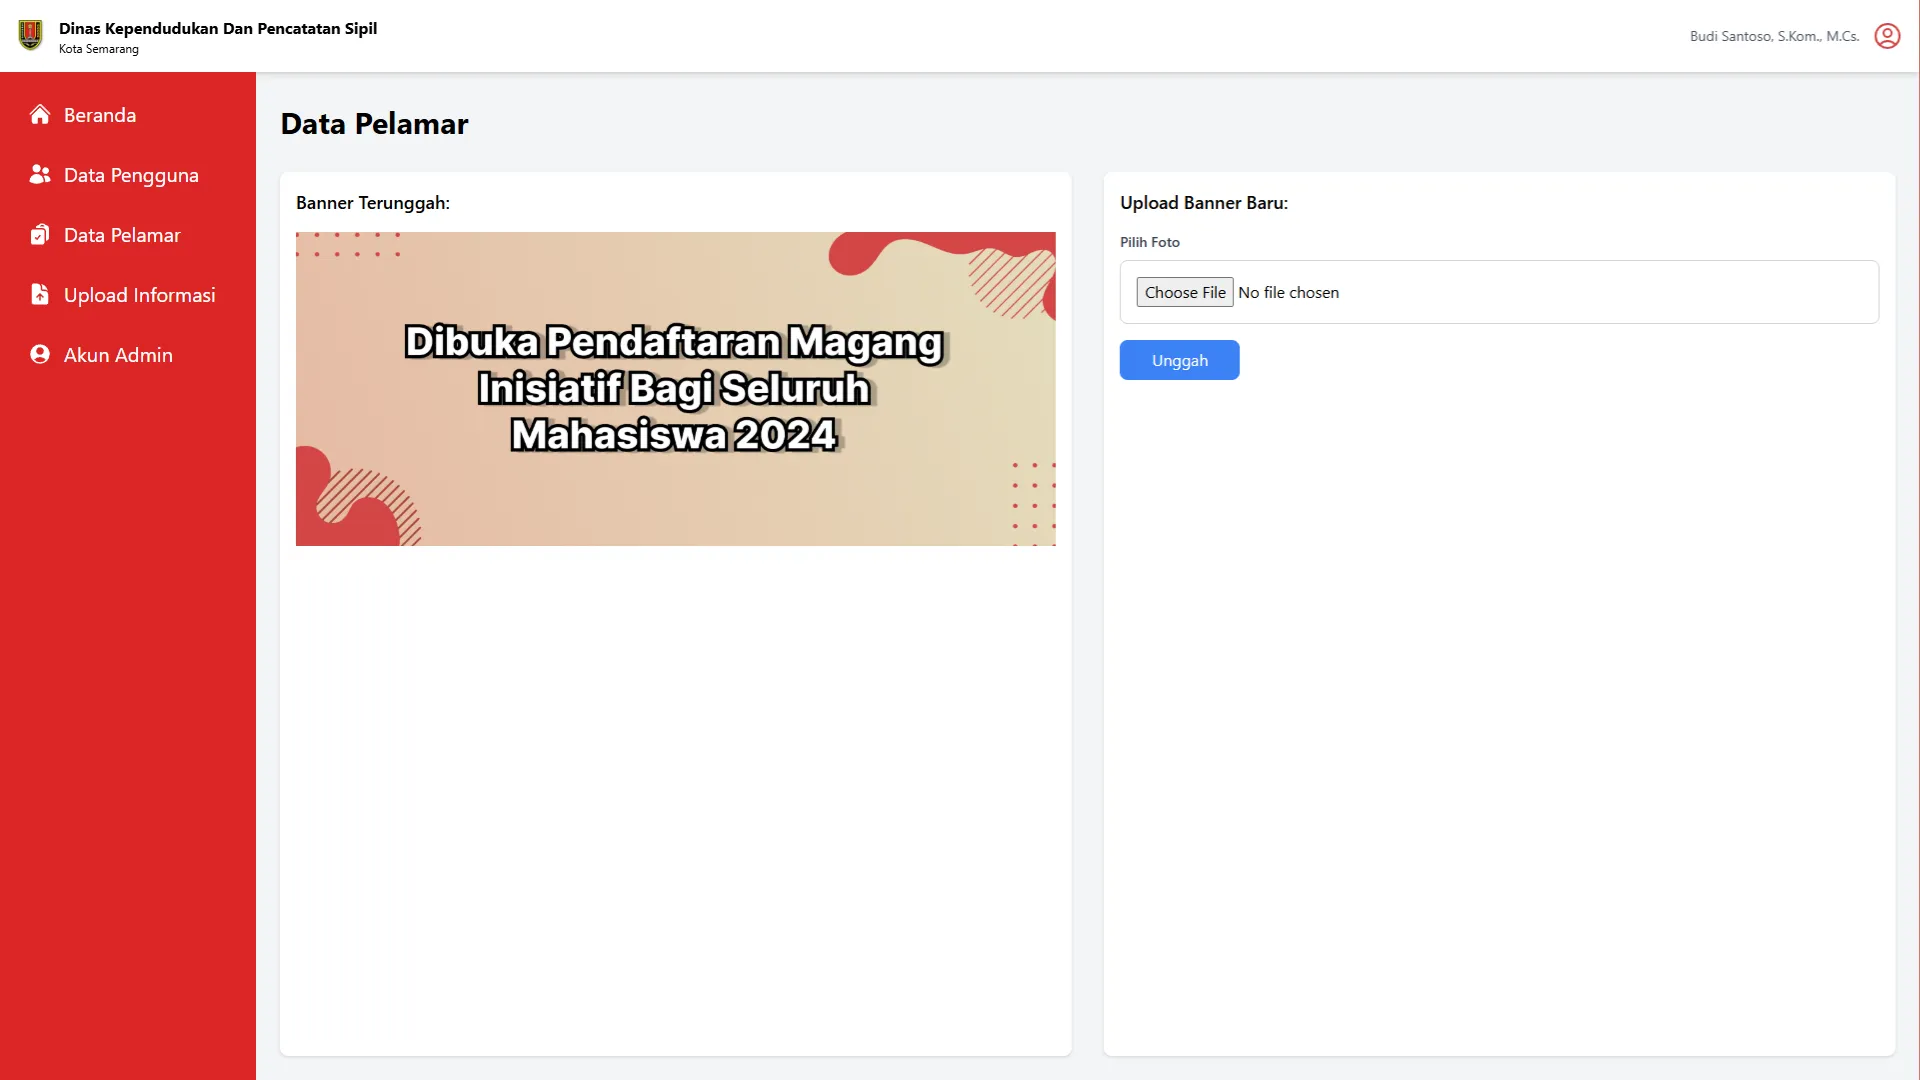 Dinas Kependudukan Dan Pencatatan Sipil
Kota Semarang
Budi Santoso, S.Kom., M.Cs.
Beranda
Data Pengguna
Data Pelamar
Upload Informasi
Akun Admin
Data Pelamar
Banner Terunggah:
Dibuka Pendaftaran Magang
Inisiatif Bagi Seluruh
Mahasiswa 2024
Upload Banner Baru:
Pilih Foto
Choose File No file chosen
Unggah